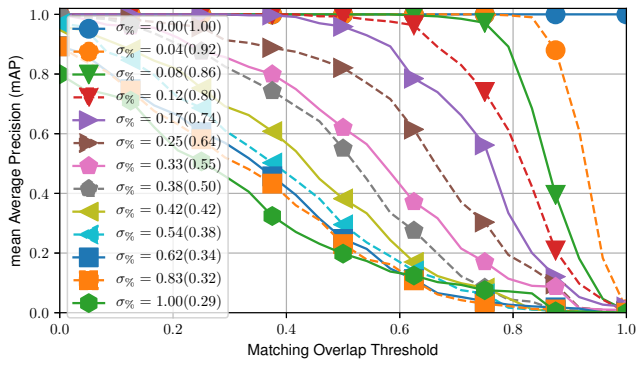 mean Average Precision (mAP)
1.0
0.8
0.6
0.4
0.2
0.0
σ% = 0.00(1.00)
σ% = 0.04(0.92)
σ% = 0.08(0.86)
σ% = 0.12(0.80)
σ% = 0.17(0.74)
σ% = 0.25(0.64)
σ% = 0.33(0.55)
σ% = 0.38(0.50)
σ% = 0.42(0.42)
σ% = 0.54(0.38)
σ% = 0.62(0.34)
σ% = 0.83(0.32)
σ% = 1.00(0.29)
0.0 0.2 0.4 0.6 0.8 1.0
Matching Overlap Threshold